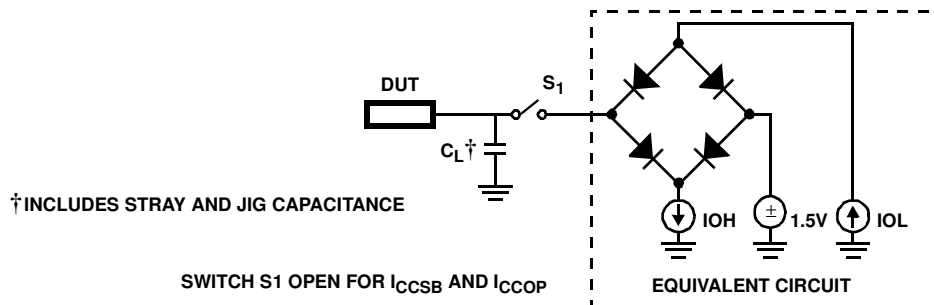 DUT
S1
CL†
†INCLUDES STRAY AND JIG CAPACITANCE
IOH
±
1.5V
IOL
SWITCH S1 OPEN FOR ICCSB AND ICCOP
EQUIVALENT CIRCUIT